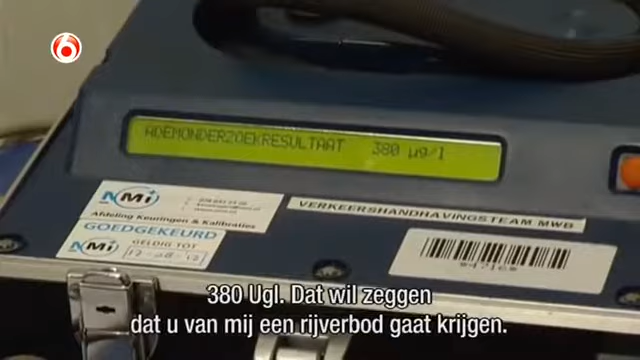 6
ADEMONDERZOEKRESULTAAT 380 µg/l
NMi
Afdeling Keuringen & Kalibraties
VERKEERSHANDHAVINGSTEAM MWB
GOEDGEKEURD
NMi GELDIG TOT
380 Ugl. Dat wil zeggen
dat u van mij een rijverbod gaat krijgen.